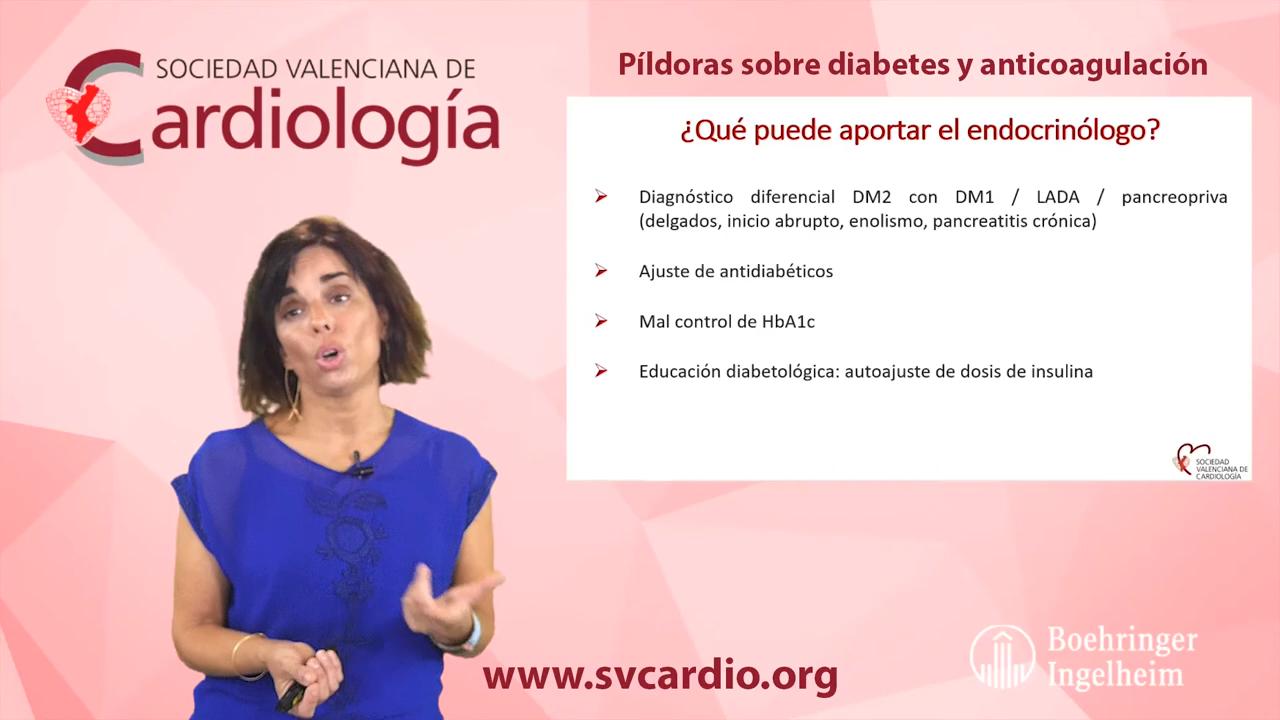 SOCIEDAD VALENCIANA DE
Cardiología
Píldoras sobre diabetes y anticoagulación
¿Qué puede aportar el endocrinólogo?
Diagnóstico diferencial DM2 con DM1 / LADA / pancreopriva
(delgados, inicio abrupto, enolismo, pancreatitis crónica)
Ajuste de antidiabéticos
Mal control de HbA1c
Educación diabetológica: autoajuste de dosis de insulina
SOCIEDAD
VALENCIANA DE
CARDIOLOGÍA
www.svcardio.org
Boehringer
Ingelheim